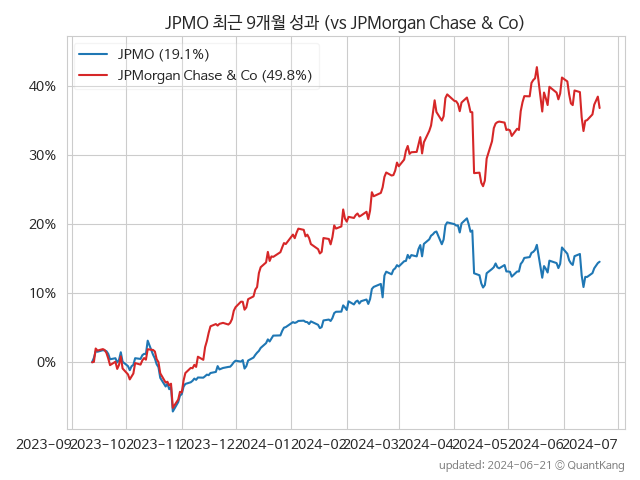 JPMO 최근 9개월 성과 (vs JPMorgan Chase & Co)
JPMO (19.1%)
JPMorgan Chase & Co (49.8%)
40%
30%
20%
10%
0%
2023-09 2023-10 2023-11 2023-12 2024-01 2024-02 2024-03 2024-04 2024-05 2024-06 2024-07
updated: 2024-06-21 © QuantKang